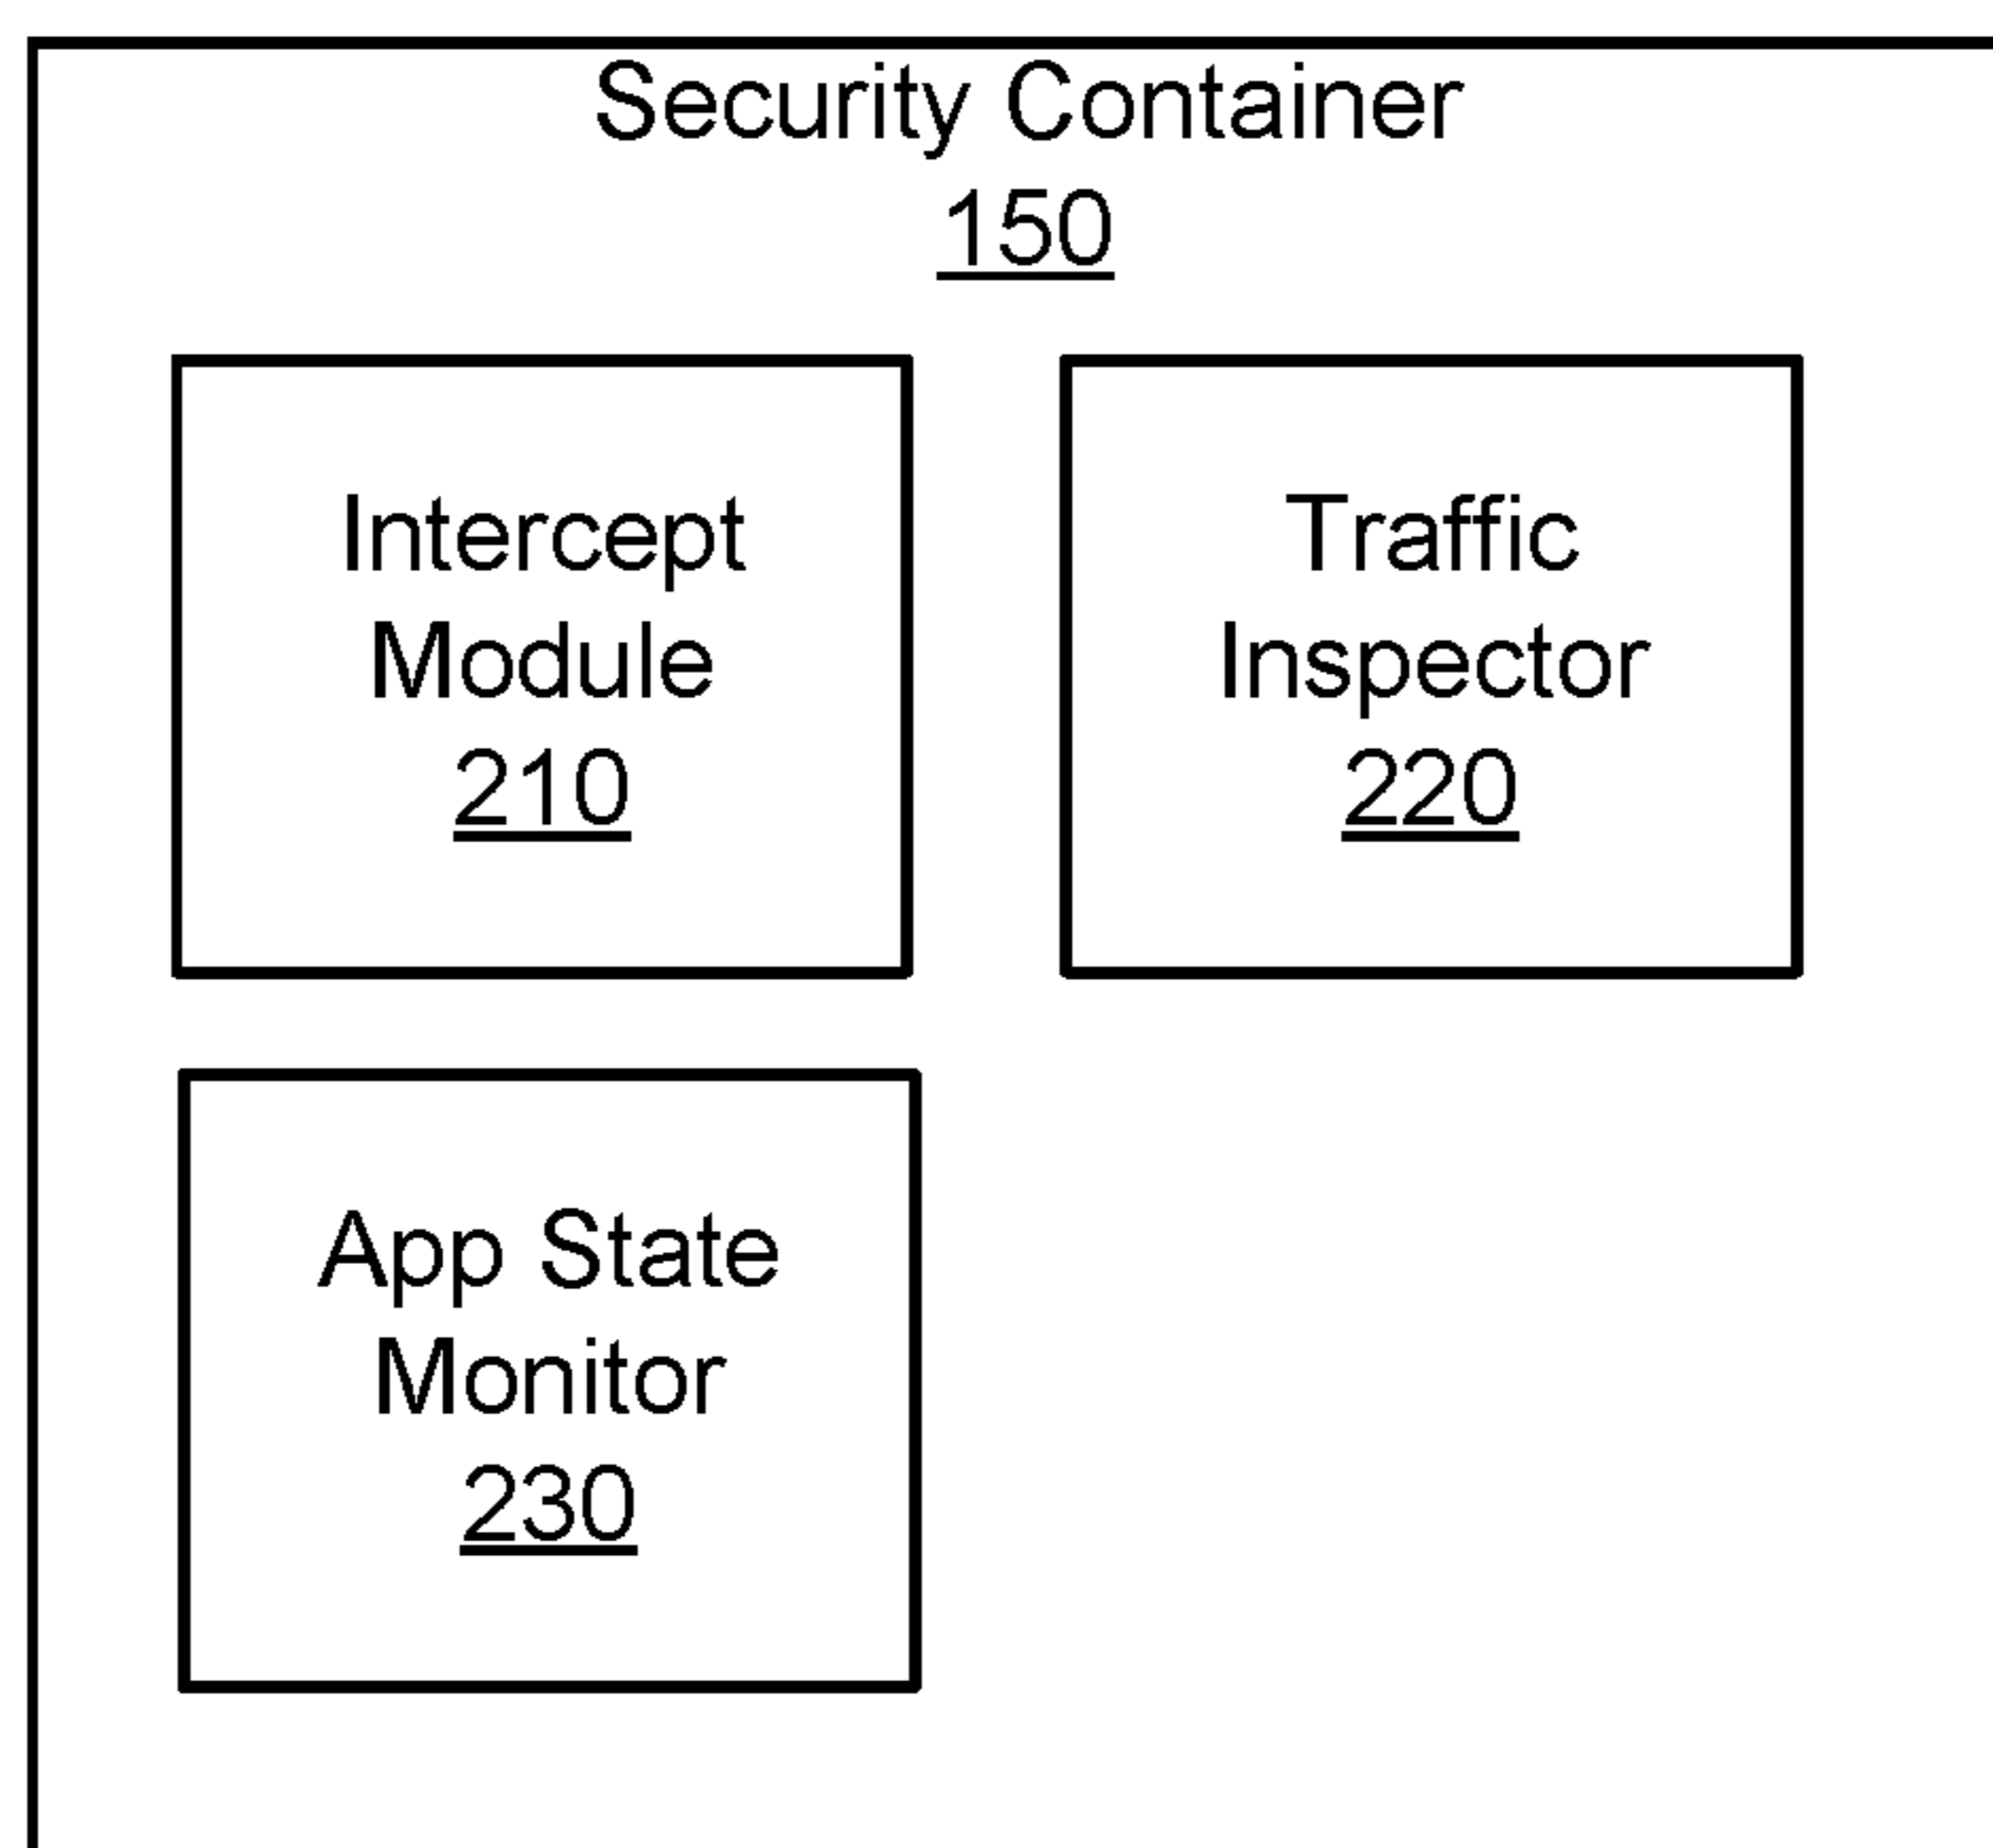 Security Container
150
Intercept
Module
210
Traffic
Inspector
220
App State
Monitor
230